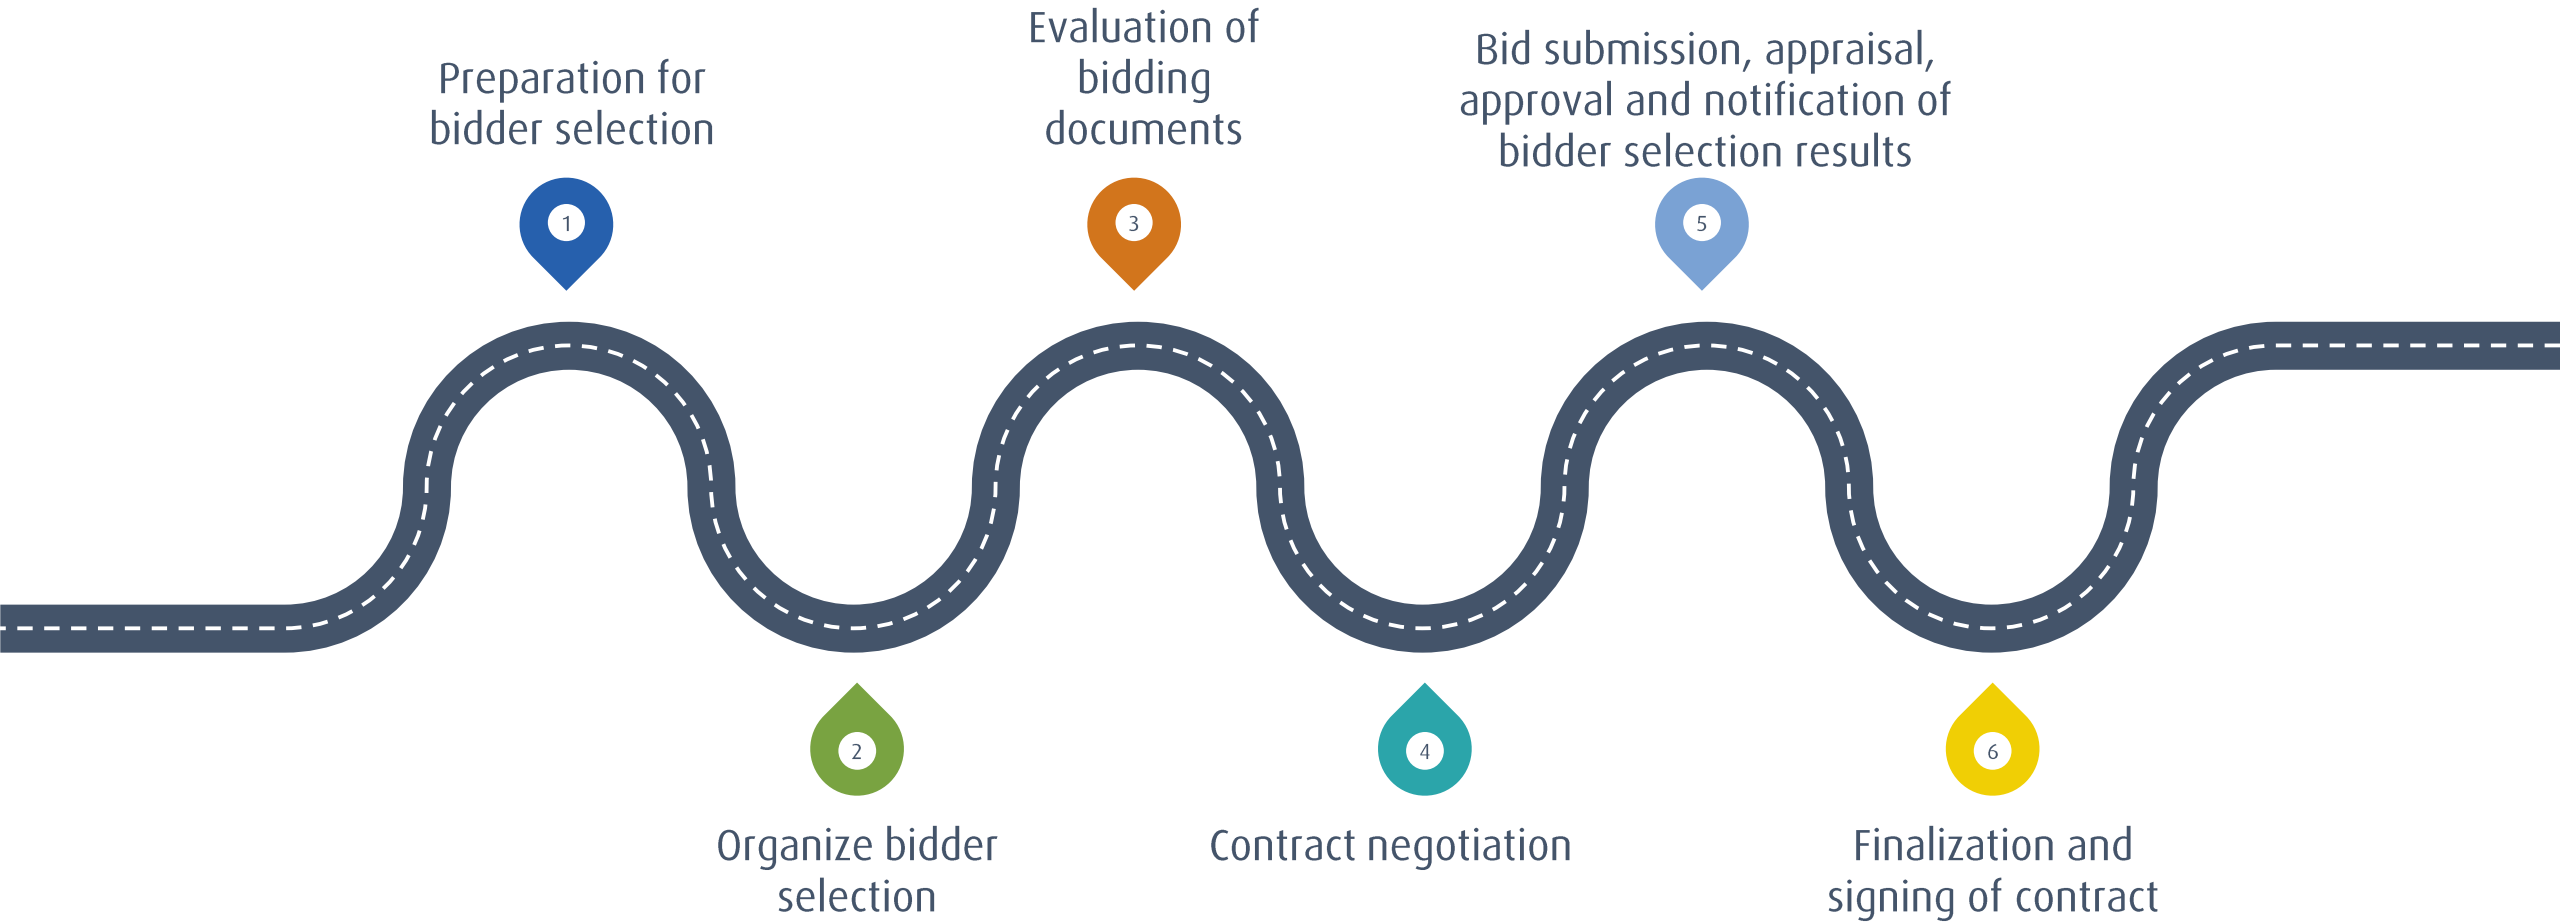 Preparation for
bidder selection
1
Organize bidder
selection
2
Evaluation of
bidding
documents
3
Contract negotiation
4
Bid submission, appraisal,
approval and notification of
bidder selection results
5
Finalization and
signing of contract
6